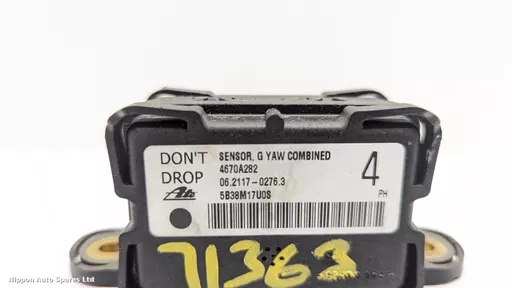 DON'T
DROP
Ate
SENSOR, G YAW COMBINED
4670A282
06.2117-0276.3
5B38M17U0S
4
PH
71363
Nippon Auto Spares Ltd